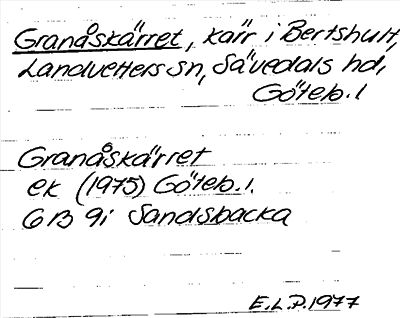 Granåskärret, kärr i Bertshult,
Landvetters sn, Sävedals hd,
Göteb. l
Granåskärret
ek (1975) Göteb. l.
6 B 9i Sandsbacka
E.L.P. 1977